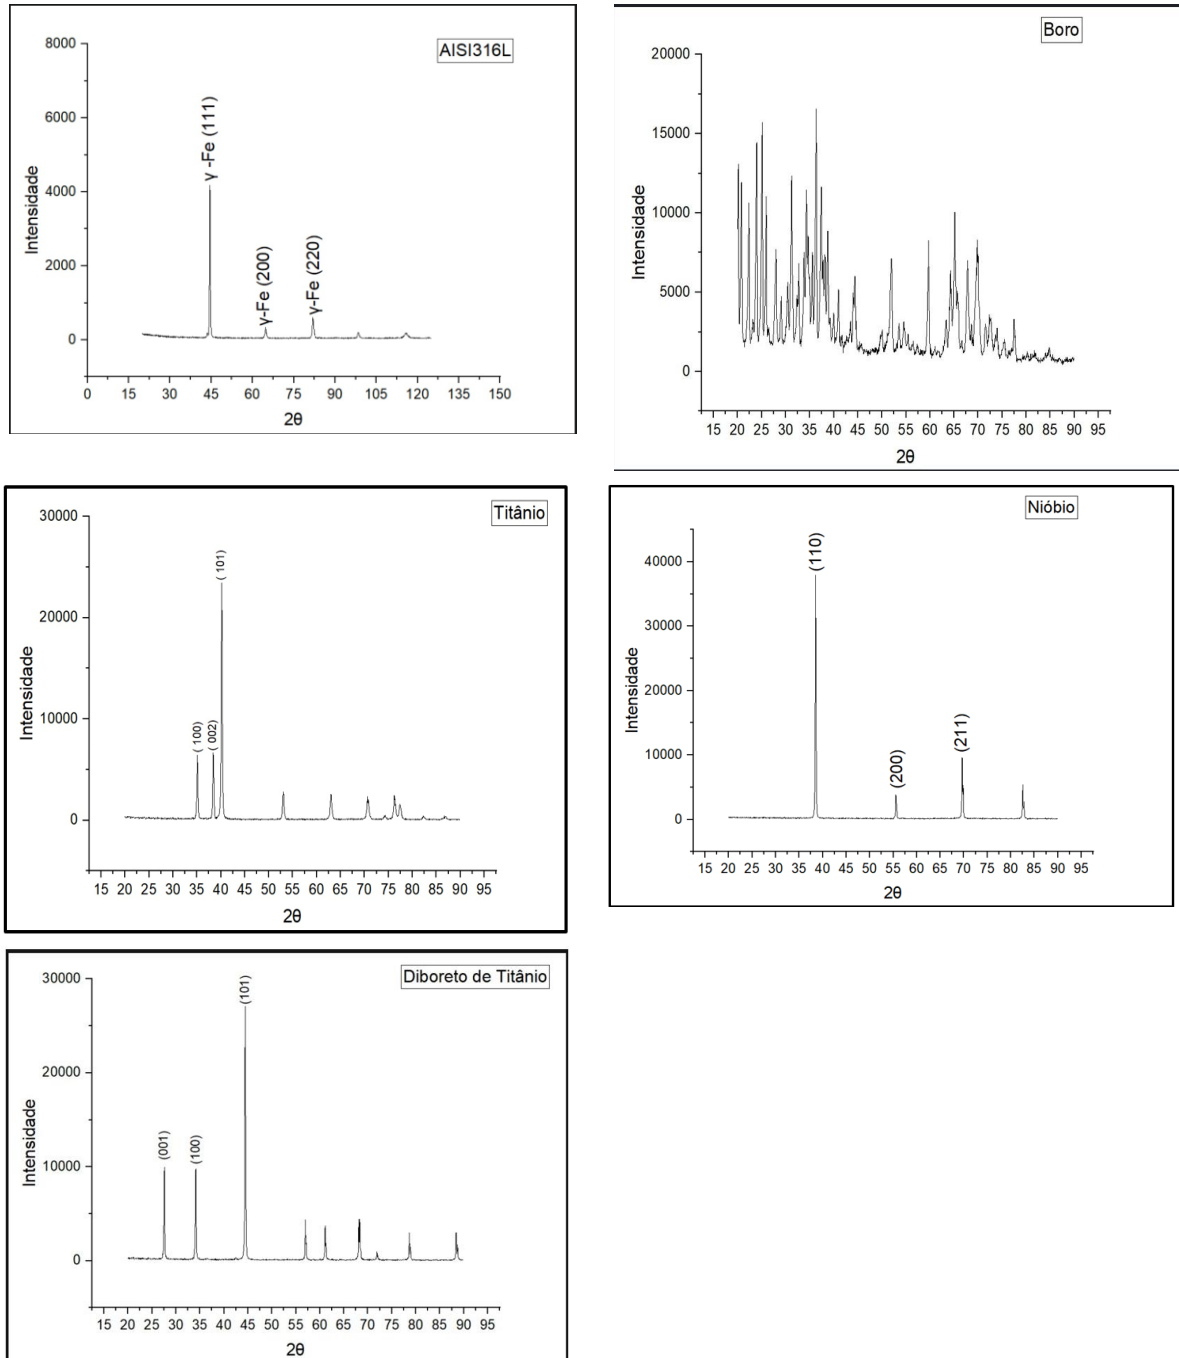 AISI316L
8000
6000
4000
2000
0
Intensidade
γ -Fe (111)
γ-Fe (200)
γ-Fe (220)
0 15 30 45 60 75 90 105 120 135 150
2θ
Boro
20000
15000
10000
5000
0
Intensidade
15 20 25 30 35 40 45 50 55 60 65 70 75 80 85 90 95
2θ
Titânio
30000
20000
10000
0
Intensidade
( 100)
( 002)
( 101)
15 20 25 30 35 40 45 50 55 60 65 70 75 80 85 90 95
2θ
Nióbio
40000
30000
20000
10000
0
Intensidade
(110)
(200)
(211)
15 20 25 30 35 40 45 50 55 60 65 70 75 80 85 90 95
2θ
Diboreto de Titânio
30000
20000
10000
0
Intensidade
(001)
(100)
(101)
15 20 25 30 35 40 45 50 55 60 65 70 75 80 85 90 95
2θ